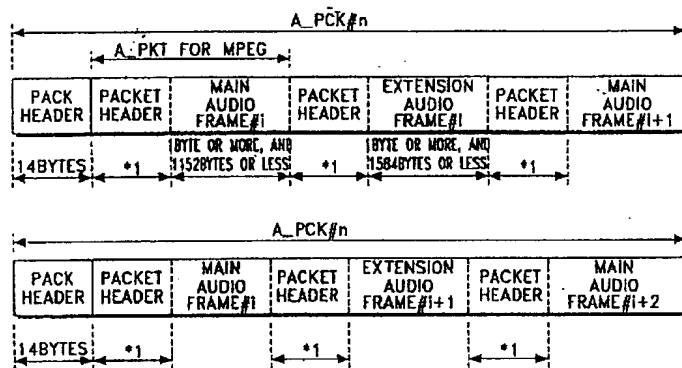 A_PCK#n
A_PKT FOR MPEG
PACK HEADER
PACKET HEADER
MAIN AUDIO FRAME#i
PACKET HEADER
EXTENSION AUDIO FRAME#i
PACKET HEADER
MAIN AUDIO FRAME#i+1
14BYTES
*1
1BYTE OR MORE, AND 1152BYTES OR LESS
*1
1BYTE OR MORE, AND 1584BYTES OR LESS
*1
A_PCK#n
PACK HEADER
PACKET HEADER
MAIN AUDIO FRAME#i
PACKET HEADER
EXTENSION AUDIO FRAME#i+1
PACKET HEADER
MAIN AUDIO FRAME#i+2
14BYTES
*1
*1
*1